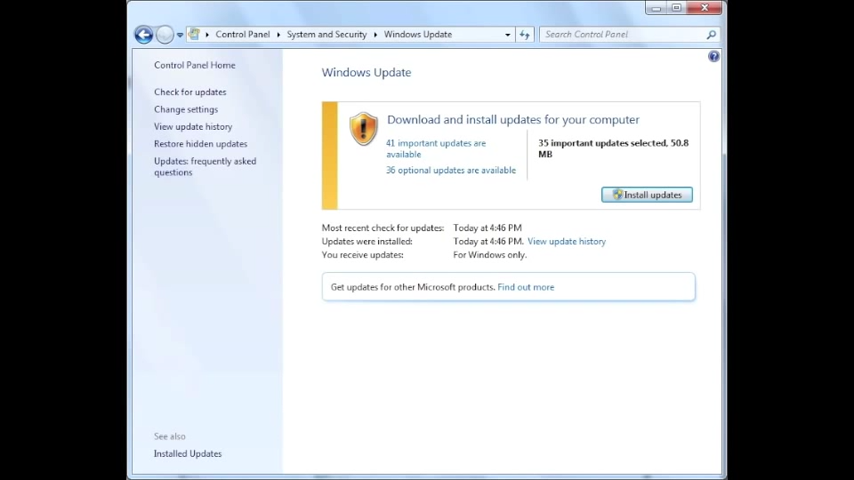 Control Panel
System and Security
Windows Update
Search Control Panel
Control Panel Home
Check for updates
Change settings
View update history
Restore hidden updates
Updates: frequently asked
questions
See also
Installed Updates
Windows Update
Download and install updates for your computer
41 important updates are
available
36 optional updates are available
35 important updates selected, 50.8
MB
Install updates
Most recent check for updates: Today at 4:46 PM
Updates were installed: Today at 4:46 PM. View update history
You receive updates: For Windows only.
Get updates for other Microsoft products. Find out more